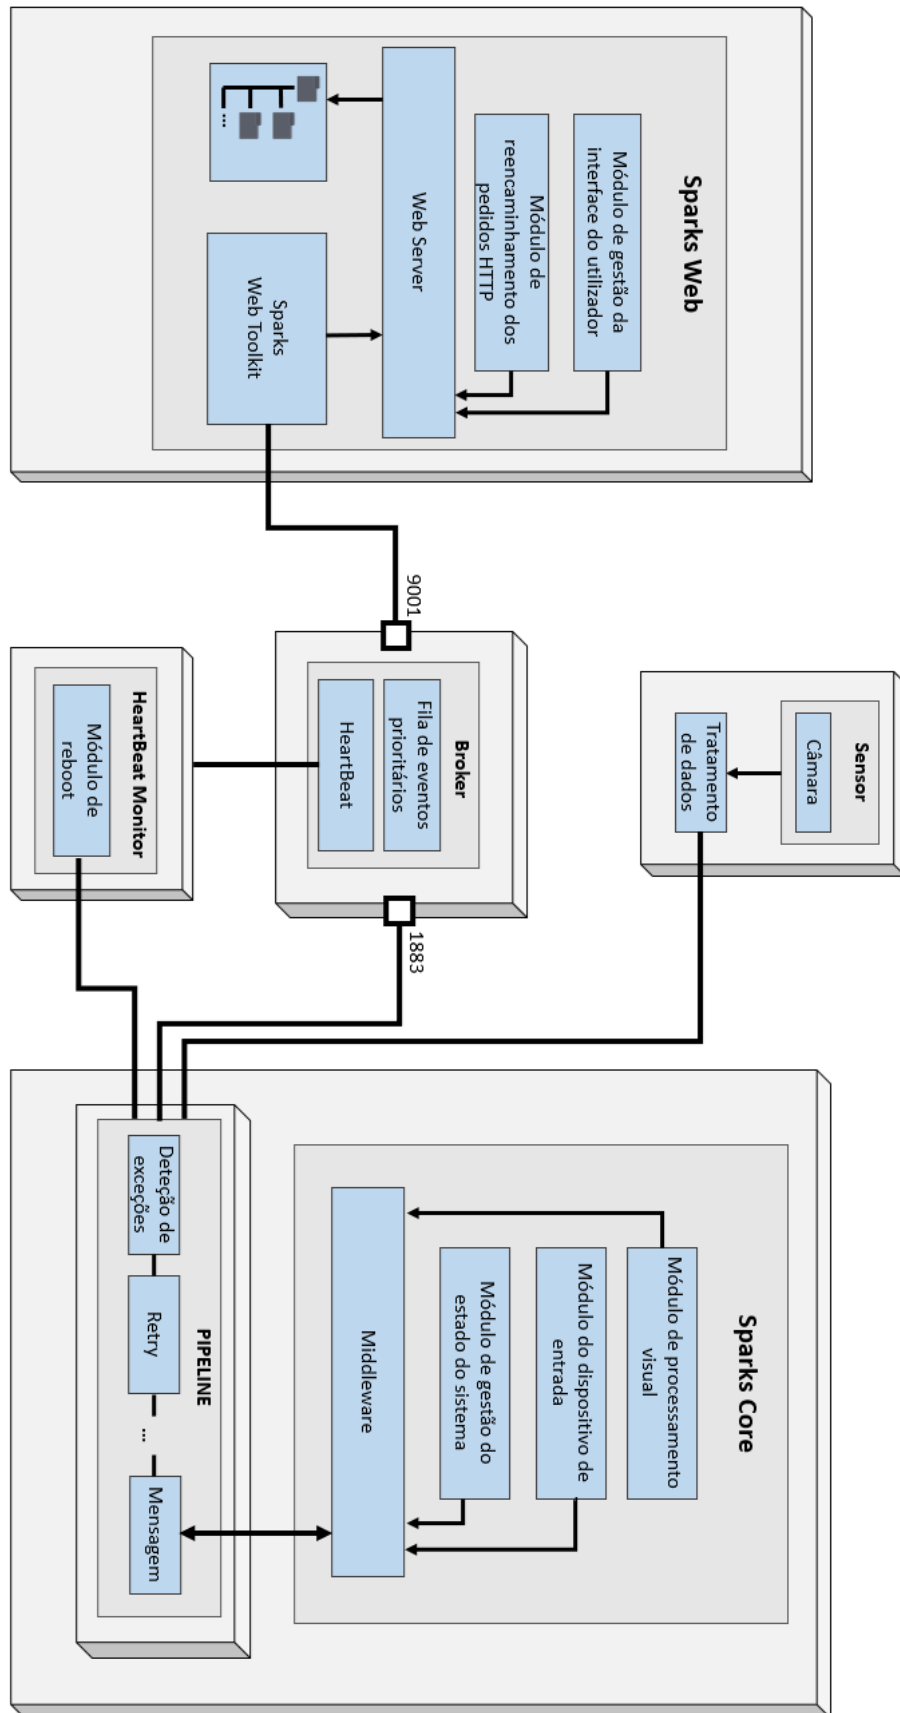 Sparks Web
Módulo de gestão da
interface do utilizador
Módulo de
reencaminhamento dos
pedidos HTTP
Web Server
...
Sparks
Web Toolkit
9001
Sensor
Câmara
Tratamento
de dados
Broker
Fila de eventos
prioritários
HeartBeat
1883
HeartBeat Monitor
Módulo de
reboot
Sparks Core
Módulo de processamento
visual
Módulo do dispositivo de
entrada
Módulo de gestão do
estado do sistema
Middleware
PIPELINE
Deteção de
exceções
Retry
...
Mensagem